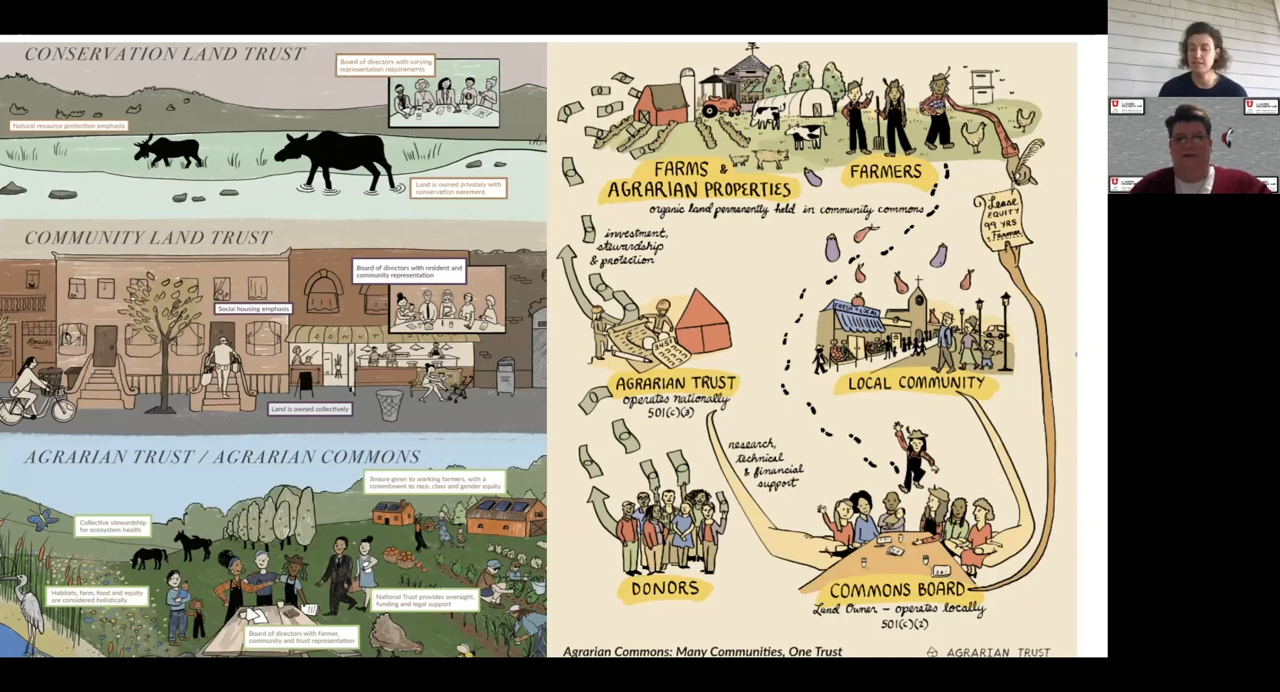 CONSERVATION LAND TRUST
Board of directors with varying
representation requirements
Natural resource protection emphasis
Land is owned privately with
conservation easement
COMMUNITY LAND TRUST
Board of directors with resident and
community representation
Social housing emphasis
Land is owned collectively
AGRARIAN TRUST / AGRARIAN COMMONS
Tenure given to working farmers, with a
commitment to race, class and gender equity
Collective stewardship
for ecosystem health
Habitats, farm, food and equity
are considered holistically
National Trust provides oversight,
funding and legal support
Board of directors with farmer,
community and trust representation
FARMS &
AGRARIAN PROPERTIES
FARMERS
organic land permanently held in community commons
Lease
EQUITY
99 YRS
Farmer
investment,
stewardship
& protection
FRESH & LOCAL
AGRARIAN TRUST
operates nationally
501(c)(3)
LOCAL COMMUNITY
research,
technical
& financial
support
DONORS
COMMONS BOARD
Land Owner – operates locally
501(c)(2)
Agrarian Commons: Many Communities, One Trust
AGRARIAN TRUST